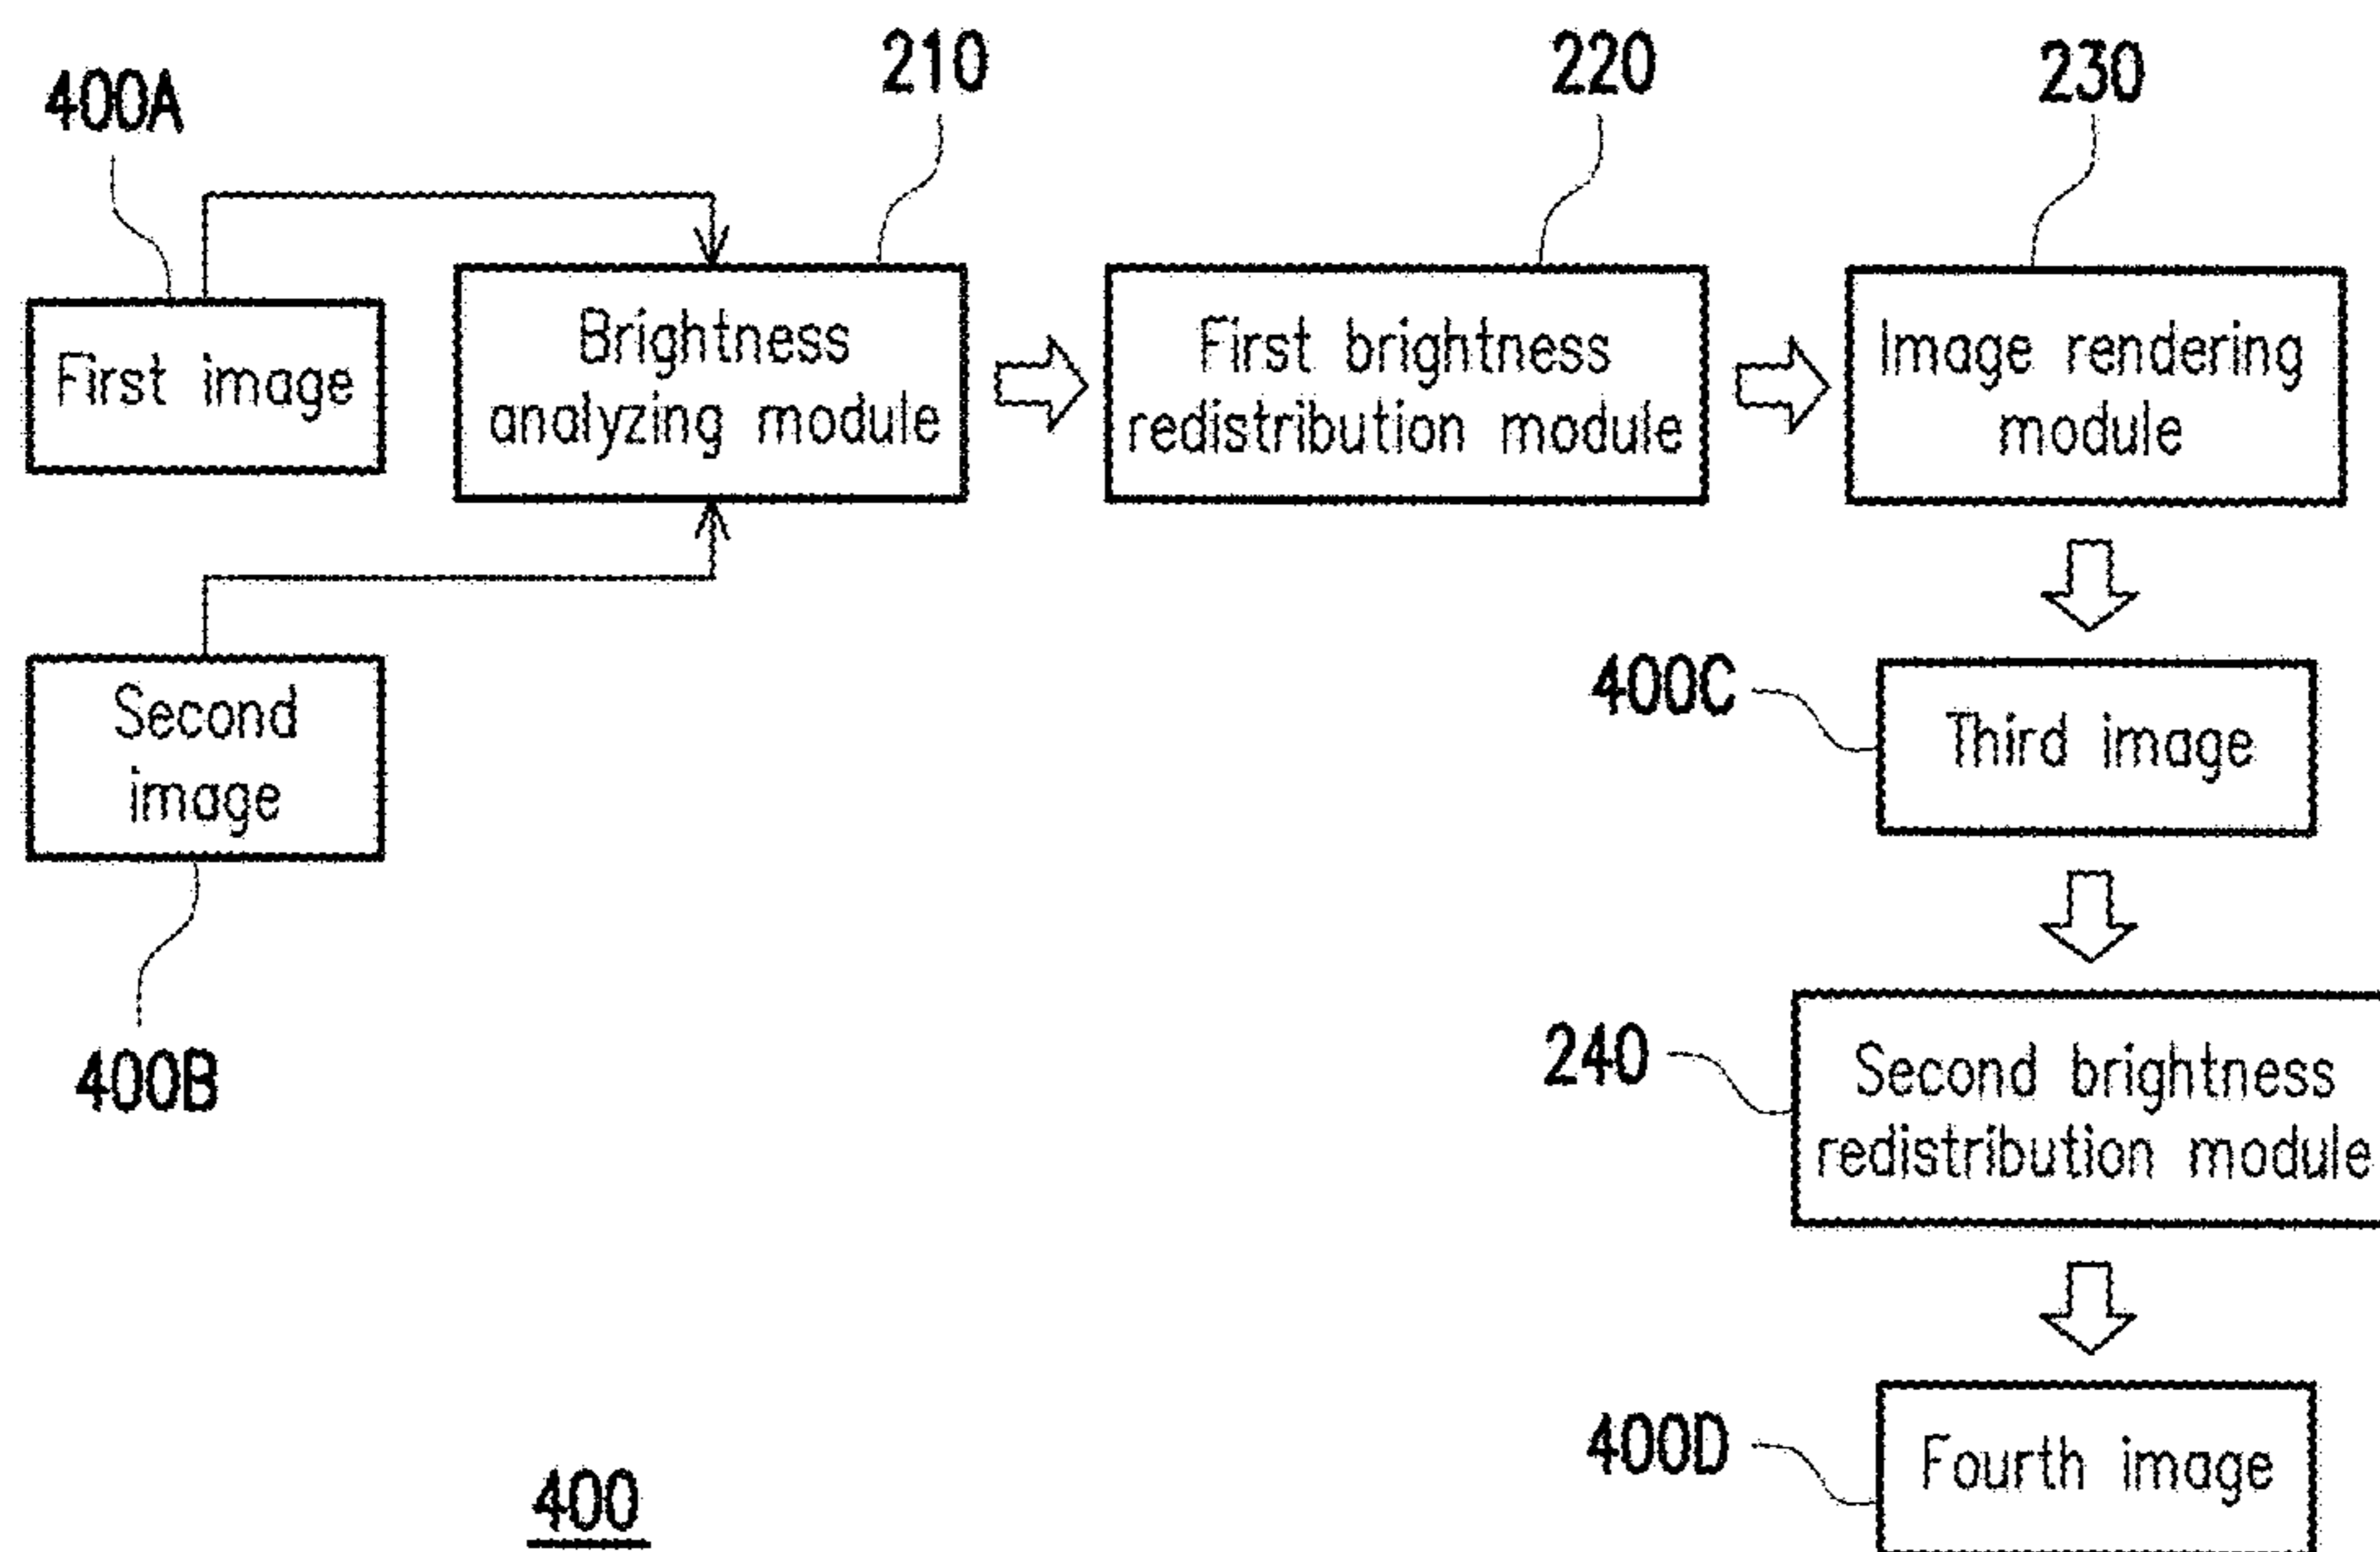 400A
210
220
230
First image
Brightness
analyzing module
First brightness
redistribution module
Image rendering
module
Second
image
400B
400C
Third image
240
Second brightness
redistribution module
400D
Fourth image
400